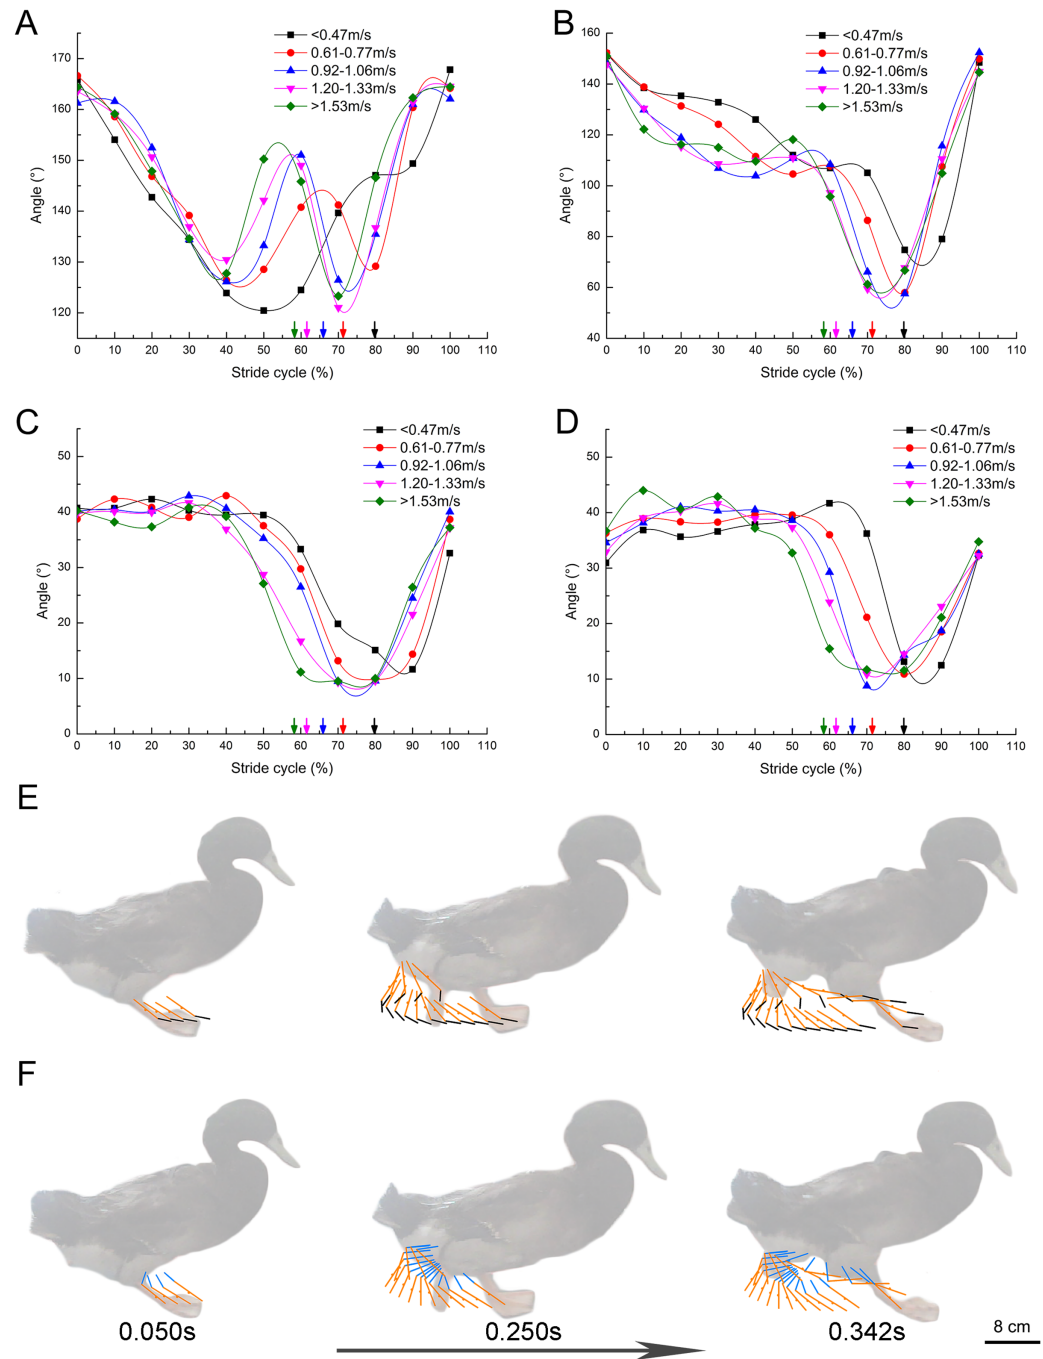 A
<0.47m/s
0.61-0.77m/s
0.92-1.06m/s
1.20-1.33m/s
>1.53m/s
170
160
150
140
130
120
Angle (°)
0 10 20 30 40 50 60 70 80 90 100 110
Stride cycle (%)
B
<0.47m/s
0.61-0.77m/s
0.92-1.06m/s
1.20-1.33m/s
>1.53m/s
160
140
120
100
80
60
40
Angle (°)
0 10 20 30 40 50 60 70 80 90 100 110
Stride cycle (%)
C
<0.47m/s
0.61-0.77m/s
0.92-1.06m/s
1.20-1.33m/s
>1.53m/s
50
40
30
20
10
0
Angle (°)
0 10 20 30 40 50 60 70 80 90 100 110
Stride cycle (%)
D
<0.47m/s
0.61-0.77m/s
0.92-1.06m/s
1.20-1.33m/s
>1.53m/s
50
40
30
20
10
0
Angle (°)
0 10 20 30 40 50 60 70 80 90 100 110
Stride cycle (%)
E
F
0.050s 0.250s 0.342s
8 cm